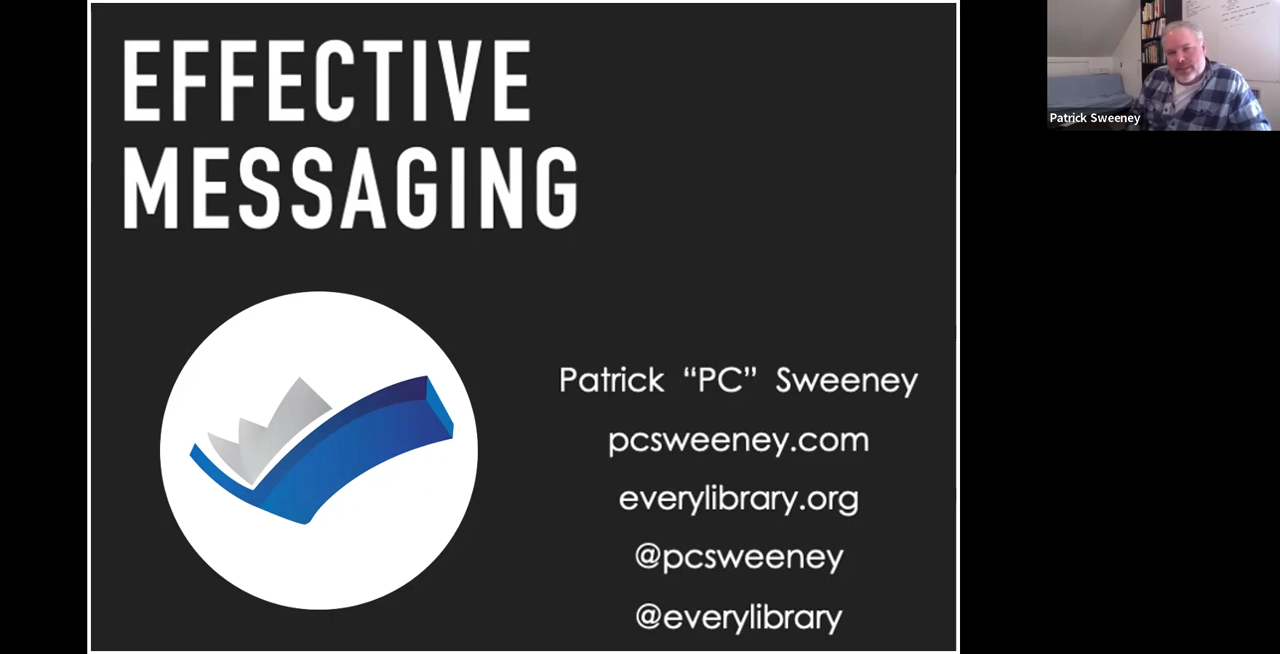 EFFECTIVE
MESSAGING
Patrick “PC” Sweeney
pcsweeney.com
everylibrary.org
@pcsweeney
@everylibrary
Patrick Sweeney